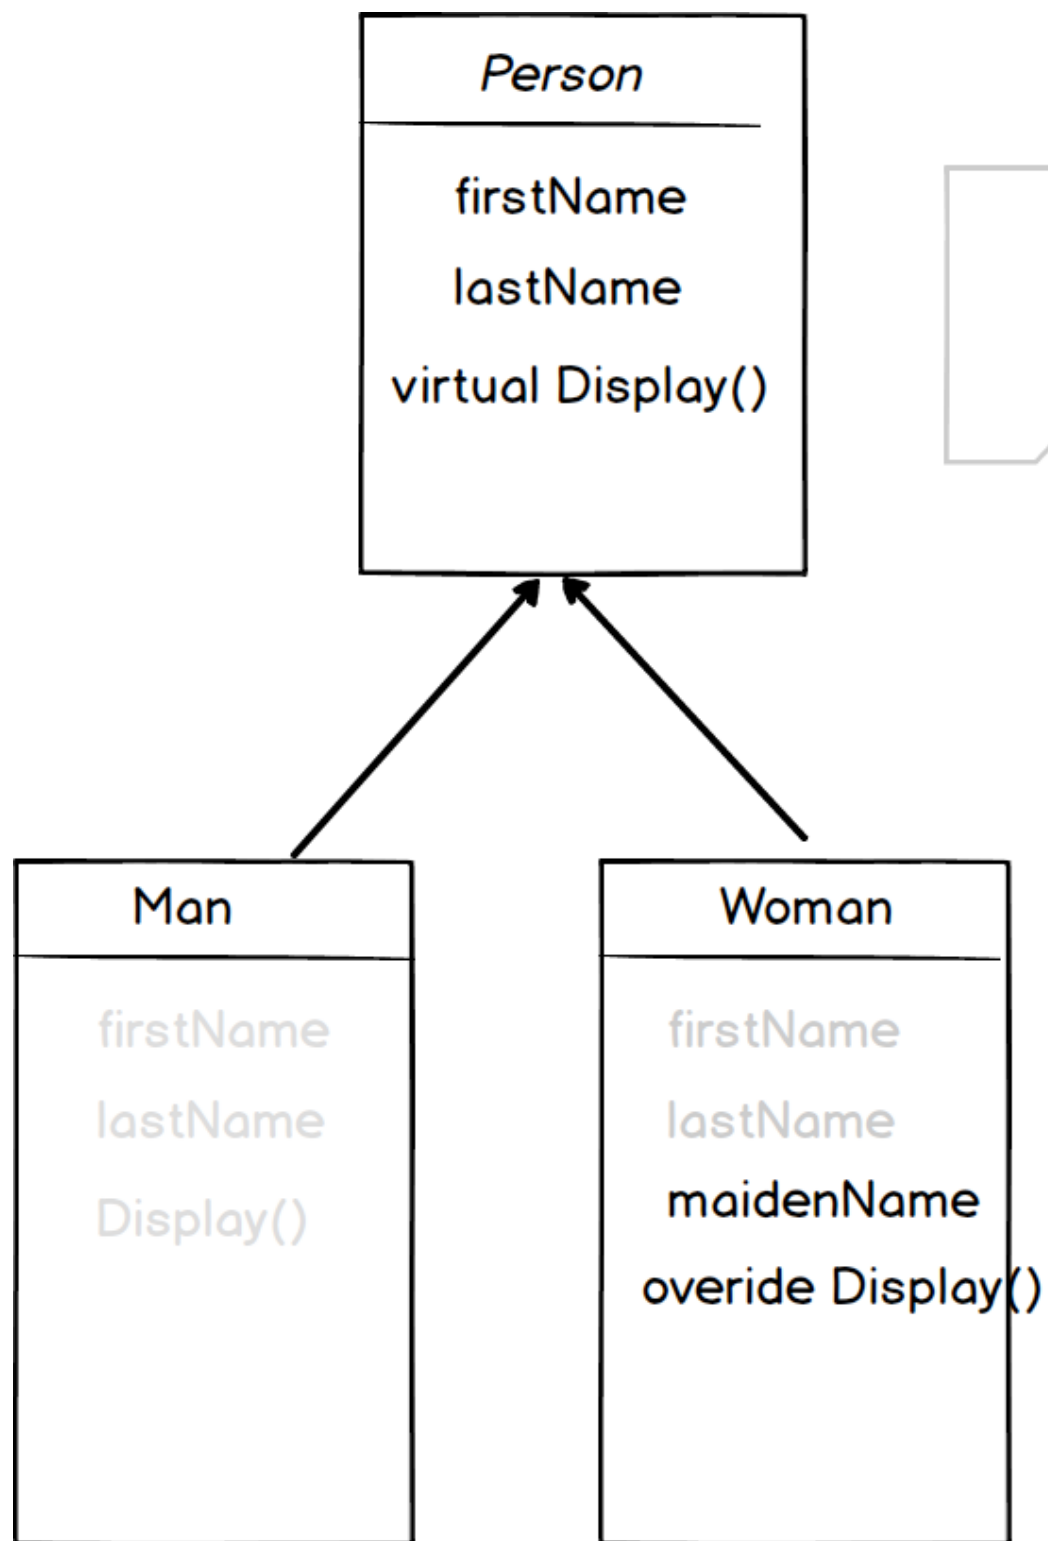 Person
firstName
lastName
virtual Display()
Man
firstName
lastName
Display()
Woman
firstName
lastName
maidenName
overide Display()